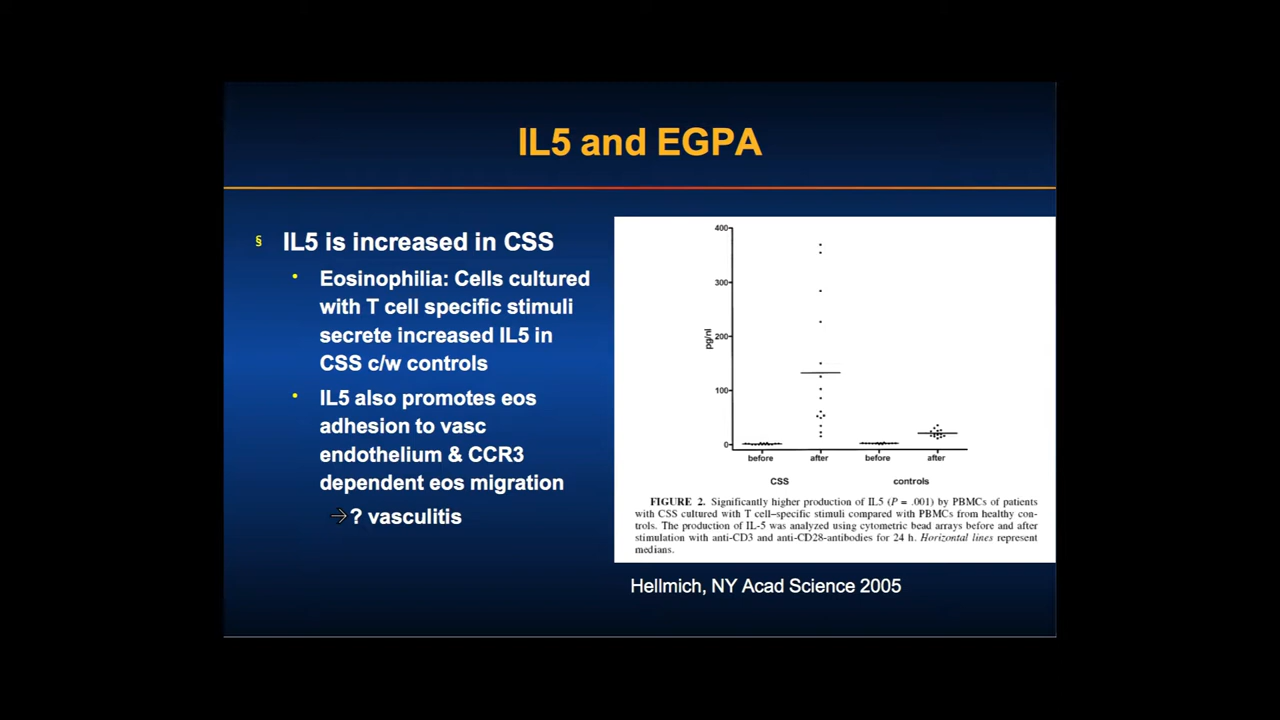 IL5 and EGPA
§ IL5 is increased in CSS
• Eosinophilia: Cells cultured
with T cell specific stimuli
secrete increased IL5 in
CSS c/w controls
• IL5 also promotes eos
adhesion to vasc
endothelium & CCR3
dependent eos migration
→? vasculitis
400
300
200
100
0
pg/nl
before
after
before
after
CSS
controls
FIGURE 2. Significantly higher production of IL5 (P = .001) by PBMCs of patients
with CSS cultured with T cell–specific stimuli compared with PBMCs from healthy con-
trols. The production of IL-5 was analyzed using cytometric bead arrays before and after
stimulation with anti-CD3 and anti-CD28-antibodies for 24 h. Horizontal lines represent
medians.
Hellmich, NY Acad Science 2005